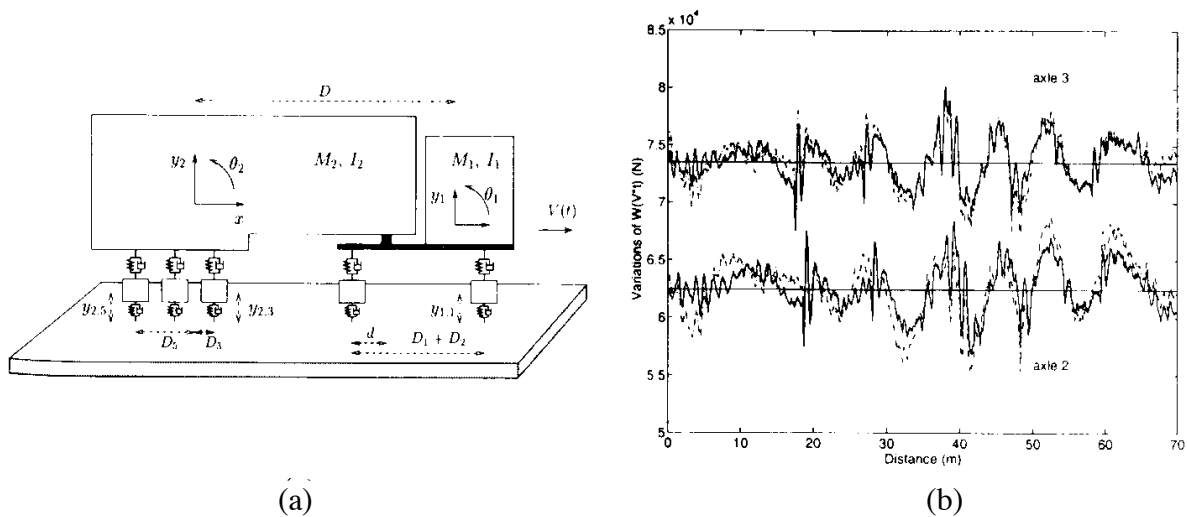 D
y₂
θ₂
x
M₂, I₂
M₁, I₁
y₁
θ₁
V(t)
y₂.₅
y₂.₃
y₁.₁
D₅
D₃
d
D₁ + D₂
(a)
x 10⁴
8.5
8
7.5
7
6.5
6
5.5
5
Variations of W(V*t) (N)
axle 3
axle 2
0
10
20
30
40
50
60
70
Distance (m)
(b)